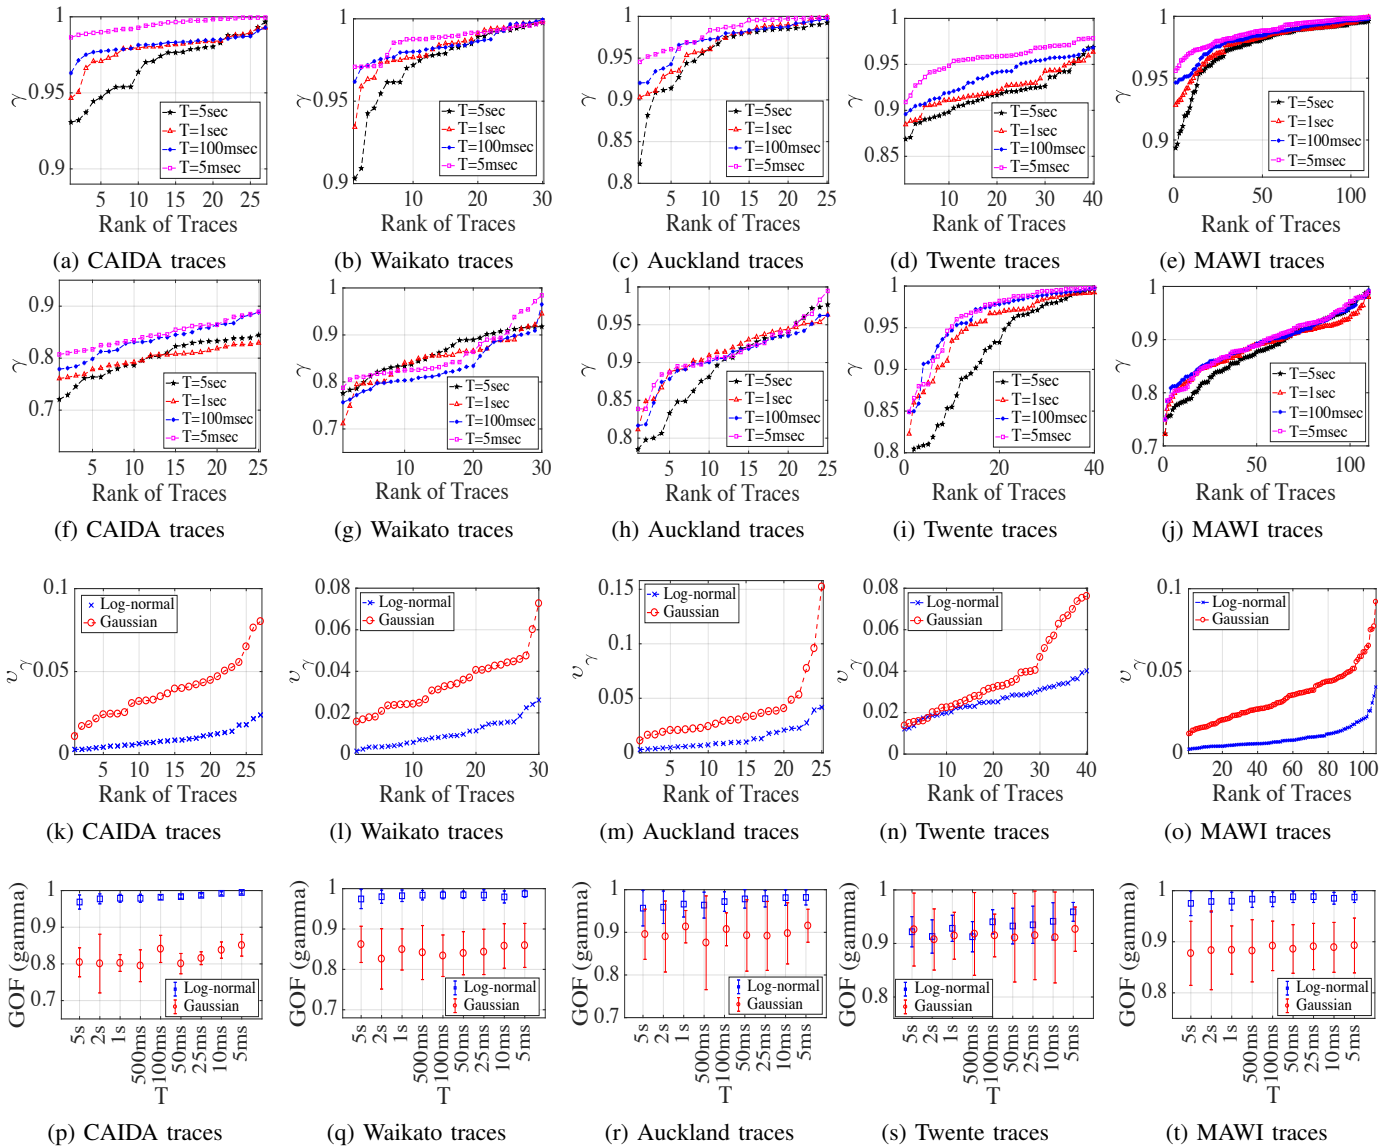 1
0.95
0.9
γ
T=5sec
T=1sec
T=100msec
T=5msec
5 10 15 20 25
Rank of Traces
(a) CAIDA traces
1
0.95
0.9
γ
T=5sec
T=1sec
T=100msec
T=5msec
10 20 30
Rank of Traces
(b) Waikato traces
1
0.95
0.9
0.85
0.8
γ
T=5sec
T=1sec
T=100msec
T=5msec
5 10 15 20 25
Rank of Traces
(c) Auckland traces
1
0.95
0.9
0.85
γ
T=5sec
T=1sec
T=100msec
T=5msec
0 10 20 30 40
Rank of Traces
(d) Twente traces
1
0.95
0.9
γ
T=5sec
T=1sec
T=100msec
T=5msec
0 50 100
Rank of Traces
(e) MAWI traces
0.9
0.8
0.7
γ
T=5sec
T=1sec
T=100msec
T=5msec
5 10 15 20 25
Rank of Traces
(f) CAIDA traces
1
0.9
0.8
0.7
γ
T=5sec
T=1sec
T=100msec
T=5msec
10 20 30
Rank of Traces
(g) Waikato traces
1
0.95
0.9
0.85
0.8
γ
T=5sec
T=1sec
T=100msec
T=5msec
5 10 15 20 25
Rank of Traces
(h) Auckland traces
1
0.95
0.9
0.85
0.8
γ
T=5sec
T=1sec
T=100msec
T=5msec
0 20 40
Rank of Traces
(i) Twente traces
1
0.9
0.8
0.7
γ
T=5sec
T=1sec
T=100msec
T=5msec
0 50 100
Rank of Traces
(j) MAWI traces
0.1
0.05
0
υγ
Log-normal
Gaussian
5 10 15 20 25
Rank of Traces
(k) CAIDA traces
0.08
0.06
0.04
0.02
0
υγ
Log-normal
Gaussian
10 20 30
Rank of Traces
(l) Waikato traces
0.15
0.1
0.05
0
υγ
Log-normal
Gaussian
5 10 15 20 25
Rank of Traces
(m) Auckland traces
0.08
0.06
0.04
0.02
0
υγ
Log-normal
Gaussian
10 20 30 40
Rank of Traces
(n) Twente traces
0.1
0.05
0
υγ
Log-normal
Gaussian
20 40 60 80 100
Rank of Traces
(o) MAWI traces
1
0.9
0.8
0.7
GOF (gamma)
Log-normal
Gaussian
5s 2s 1s 500ms 100ms 50ms 25ms 10ms 5ms
T
(p) CAIDA traces
1
0.9
0.8
0.7
GOF (gamma)
Log-normal
Gaussian
5s 2s 1s 500ms 100ms 50ms 25ms 10ms 5ms
T
(q) Waikato traces
1
0.9
0.8
0.7
GOF (gamma)
Log-normal
Gaussian
5s 2s 1s 500ms 100ms 50ms 25ms 10ms 5ms
T
(r) Auckland traces
1
0.9
0.8
GOF (gamma)
Log-normal
Gaussian
5s 2s 1s 500ms 100ms 50ms 25ms 10ms 5ms
T
(s) Twente traces
1
0.9
0.8
GOF (gamma)
Log-normal
Gaussian
5s 2s 1s 500ms 100ms 50ms 25ms 10ms 5ms
T
(t) MAWI traces